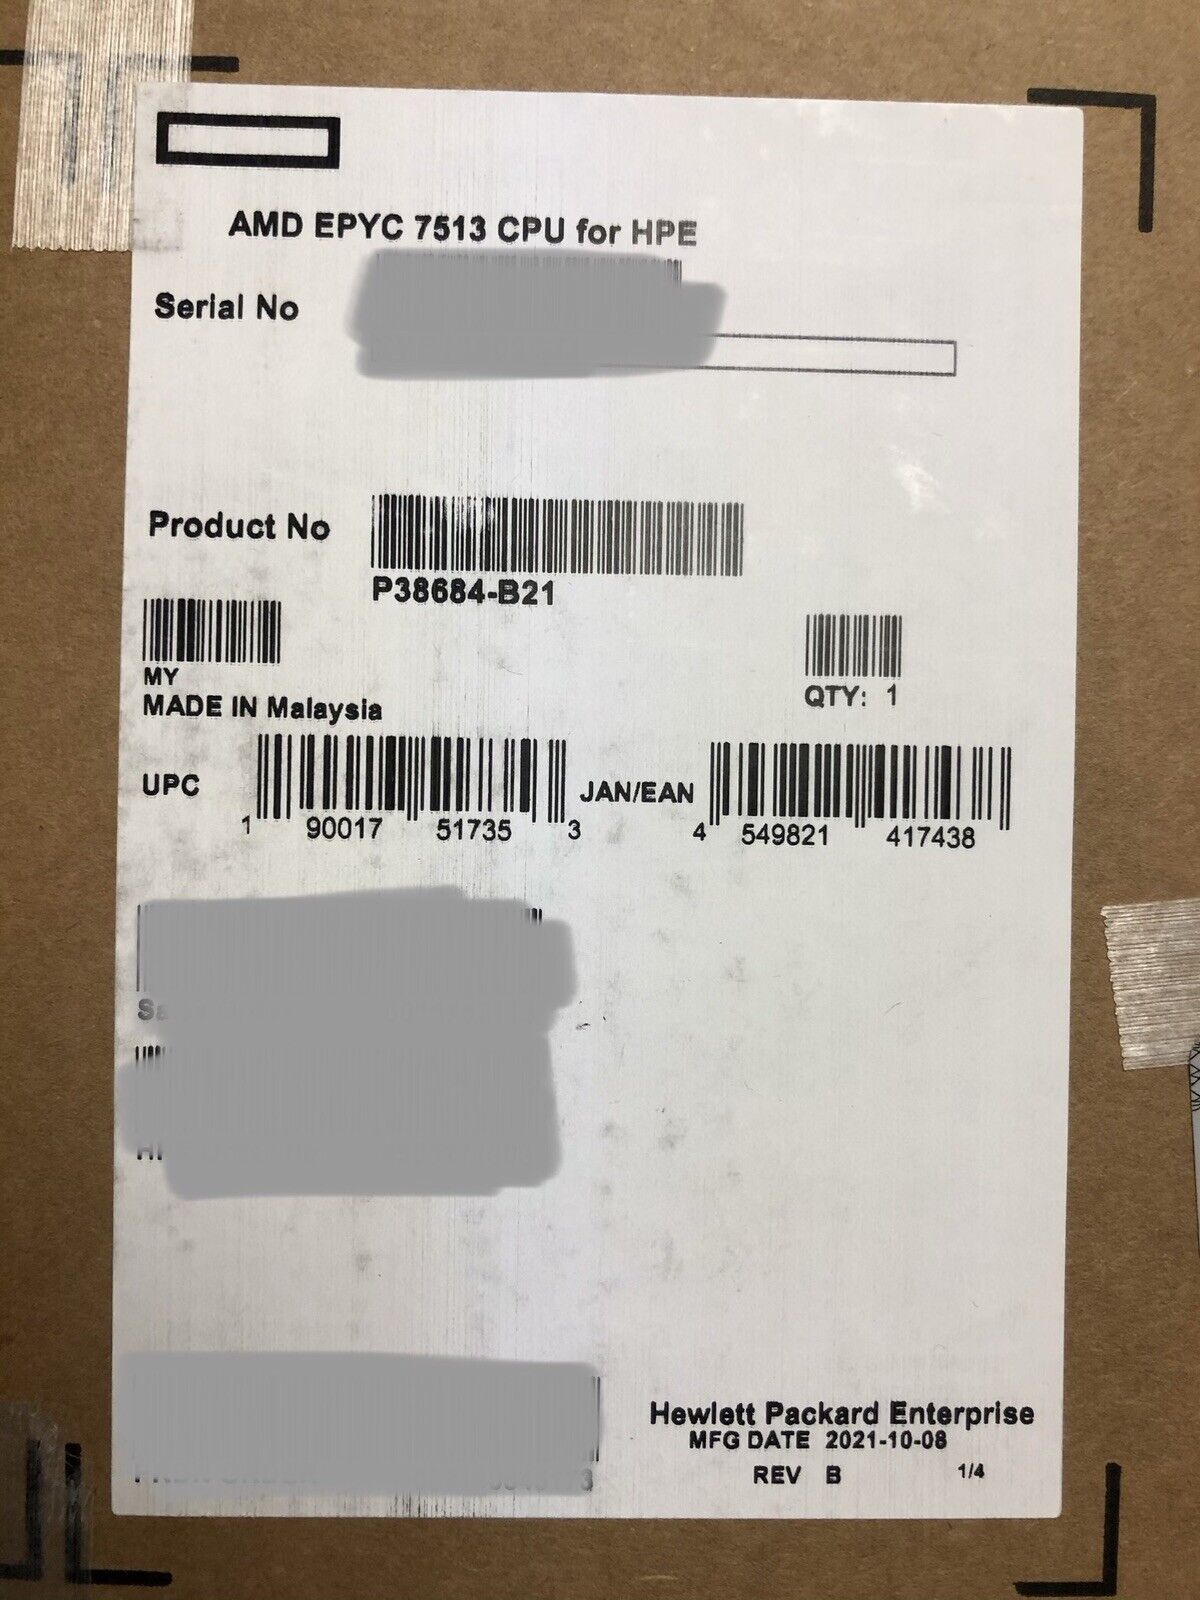 AMD EPYC 7513 CPU for HPE
Serial No
Product No
P38684-B21
MY
MADE IN Malaysia
QTY: 1
UPC
1 90017 51735 3
JAN/EAN
4 549821 417438
Hewlett Packard Enterprise
MFG DATE 2021-10-08
REV B 1/4